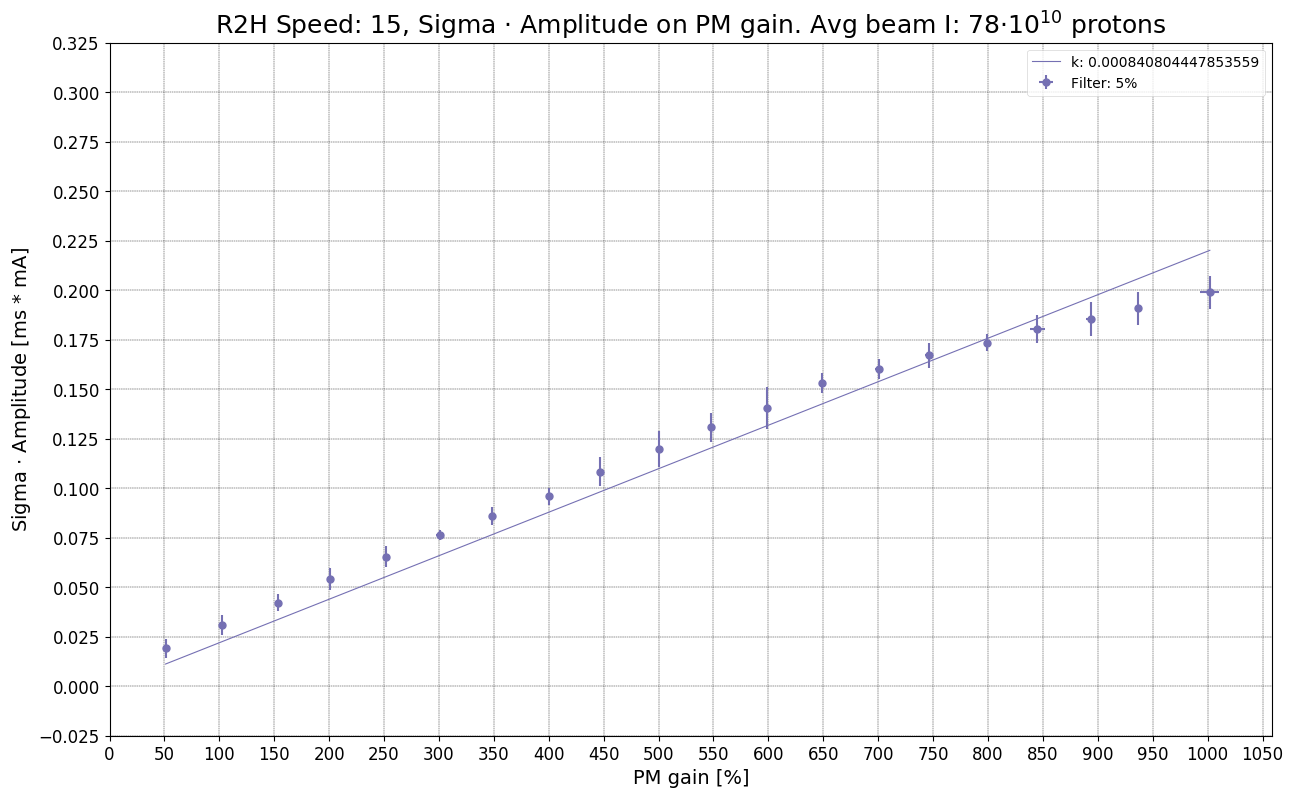 R2H Speed: 15, Sigma · Amplitude on PM gain. Avg beam I: 78·10^10 protons
k: 0.000840804447853559
Filter: 5%
Sigma · Amplitude [ms * mA]
0.325
0.300
0.275
0.250
0.225
0.200
0.175
0.150
0.125
0.100
0.075
0.050
0.025
0.000
−0.025
0 50 100 150 200 250 300 350 400 450 500 550 600 650 700 750 800 850 900 950 1000 1050
PM gain [%]